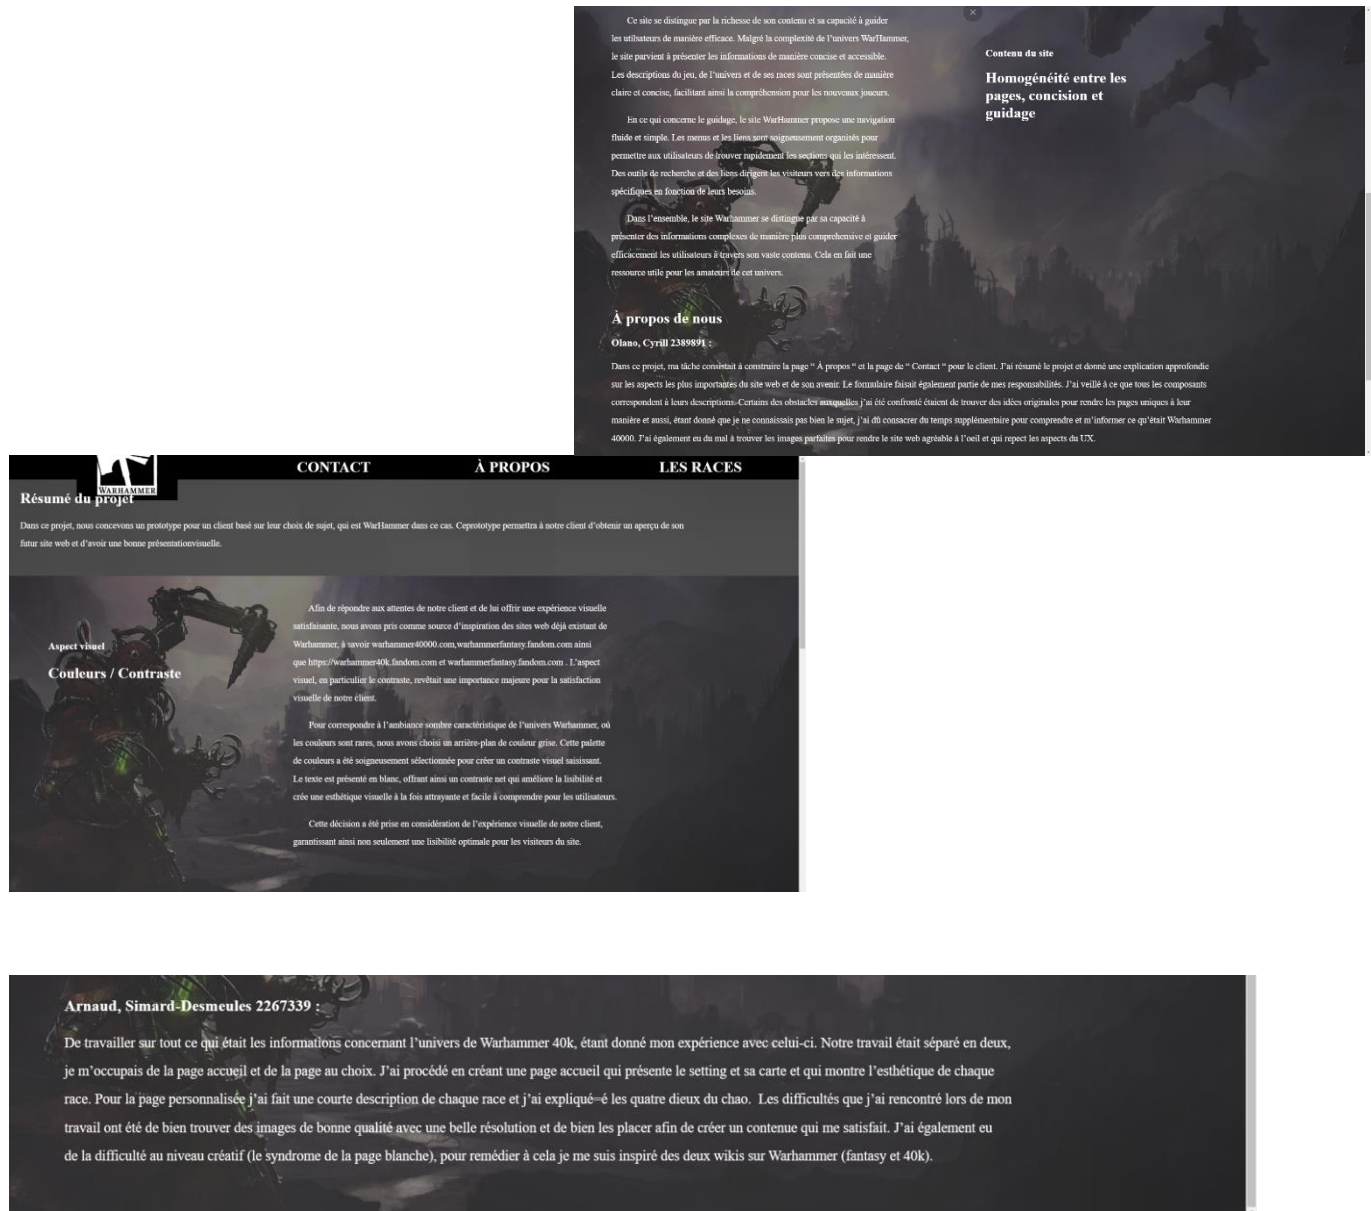 Ce site se distingue par la richesse de son contenu et sa capacité à guider
les utilsateurs de manière efficace. Malgré la complexité de l'univers WarHammer,
le site parvient à présenter les informations de manière concise et accessible.
Les descriptions du jeu, de l'univers et de ses races sont présentées de manière
claire et concise, facilitant ainsi la compréhension pour les nouveaux joueurs.
En ce qui concerne le guidage, le site WarHammer propose une navigation
fluide et simple. Les menus et les liens sont soigneusement organisés pour
permettre aux utilisateurs de trouver rapidement les sections qui les intéressent.
Des outils de recherche et des liens dirigent les visiteurs vers des informations
spécifiques en fonction de leurs besoins.
Dans l'ensemble, le site Warhammer se distingue par sa capacité à
présenter des informations complexes de manière plus comprehensive et guider
efficacement les utilisateurs à travers son vaste contenu. Cela en fait une
ressource utile pour les amateurs de cet univers.
Contenu du site
Homogénéité entre les
pages, concision et
guidage
À propos de nous
Olano, Cyrill 2389891 :
Dans ce projet, ma tâche consistait à construire la page “ À propos “ et la page de “ Contact “ pour le client. J'ai résumé le projet et donné une explication approfondie
sur les aspects les plus importantes du site web et de son avenir. Le formulaire faisait également partie de mes responsabilités. J'ai veillé à ce que tous les composants
correspondent à leurs descriptions. Certains des obstacles auxquelles j'ai été confronté étaient de trouver des idées originales pour rendre les pages uniques à leur
manière et aussi, étant donné que je ne connaissais pas bien le sujet, j'ai dû consacrer du temps supplémentaire pour comprendre et m'informer ce qu'était Warhammer
40000. J'ai également eu du mal à trouver les images parfaites pour rendre le site web agréable à l'oeil et qui repect les aspects du UX.
WARHAMMER
CONTACT À PROPOS LES RACES
Résumé du projet
Dans ce projet, nous concevons un prototype pour un client basé sur leur choix de sujet, qui est WarHammer dans ce cas. Ceprototype permettra à notre client d'obtenir un aperçu de son
futur site web et d'avoir une bonne présentationvisuelle.
Aspect visuel
Couleurs / Contraste
Afin de répondre aux attentes de notre client et de lui offrir une expérience visuelle
satisfaisante, nous avons pris comme source d'inspiration des sites web déjà existant de
Warhammer, à savoir warhammer40000.com,warhammerfantasy.fandom.com ainsi
que https://warhammer40k.fandom.com et warhammerfantasy.fandom.com . L'aspect
visuel, en particulier le contraste, revêtait une importance majeure pour la satisfaction
visuelle de notre client.
Pour correspondre à l'ambiance sombre caractéristique de l'univers Warhammer, où
les couleurs sont rares, nous avons choisi un arrière-plan de couleur grise. Cette palette
de couleurs a été soigneusement sélectionnée pour créer un contraste visuel saisissant.
Le texte est présenté en blanc, offrant ainsi un contraste net qui améliore la lisibilité et
crée une esthétique visuelle à la fois attrayante et facile à comprendre pour les utilisateurs.
Cette décision a été prise en considération de l'expérience visuelle de notre client,
garantissant ainsi non seulement une lisibilité optimale pour les visiteurs du site.
Arnaud, Simard-Desmeules 2267339 :
De travailler sur tout ce qui était les informations concernant l'univers de Warhammer 40k, étant donné mon expérience avec celui-ci. Notre travail était séparé en deux,
je m'occupais de la page accueil et de la page au choix. J'ai procédé en créant une page accueil qui présente le setting et sa carte et qui montre l'esthétique de chaque
race. Pour la page personnalisée j'ai fait une courte description de chaque race et j'ai expliqué=é les quatre dieux du chao. Les difficultés que j'ai rencontré lors de mon
travail ont été de bien trouver des images de bonne qualité avec une belle résolution et de bien les placer afin de créer un contenue qui me satisfait. J'ai également eu
de la difficulté au niveau créatif (le syndrome de la page blanche), pour remédier à cela je me suis inspiré des deux wikis sur Warhammer (fantasy et 40k).